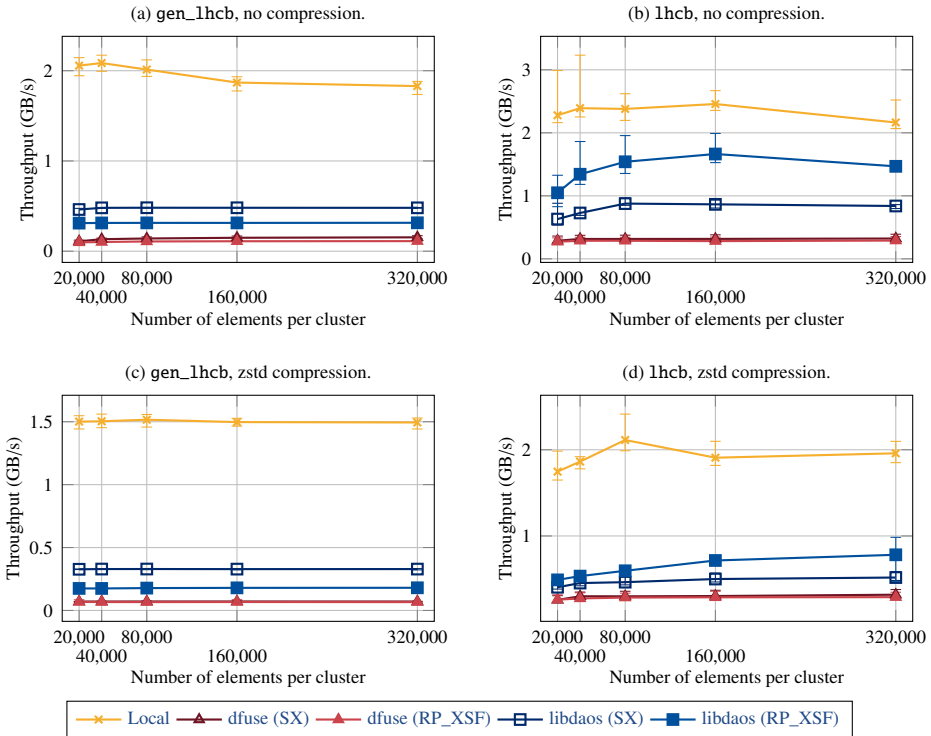 (a) gen_lhcb, no compression.
Throughput (GB/s)
2
1
0
20,000 80,000 320,000
40,000 160,000
Number of elements per cluster
(b) lhcb, no compression.
Throughput (GB/s)
3
2
1
0
20,000 80,000 320,000
40,000 160,000
Number of elements per cluster
(c) gen_lhcb, zstd compression.
Throughput (GB/s)
1.5
1
0.5
0
20,000 80,000 320,000
40,000 160,000
Number of elements per cluster
(d) lhcb, zstd compression.
Throughput (GB/s)
2
1
20,000 80,000 320,000
40,000 160,000
Number of elements per cluster
Local dfuse (SX) dfuse (RP_XSF) libdaos (SX) libdaos (RP_XSF)